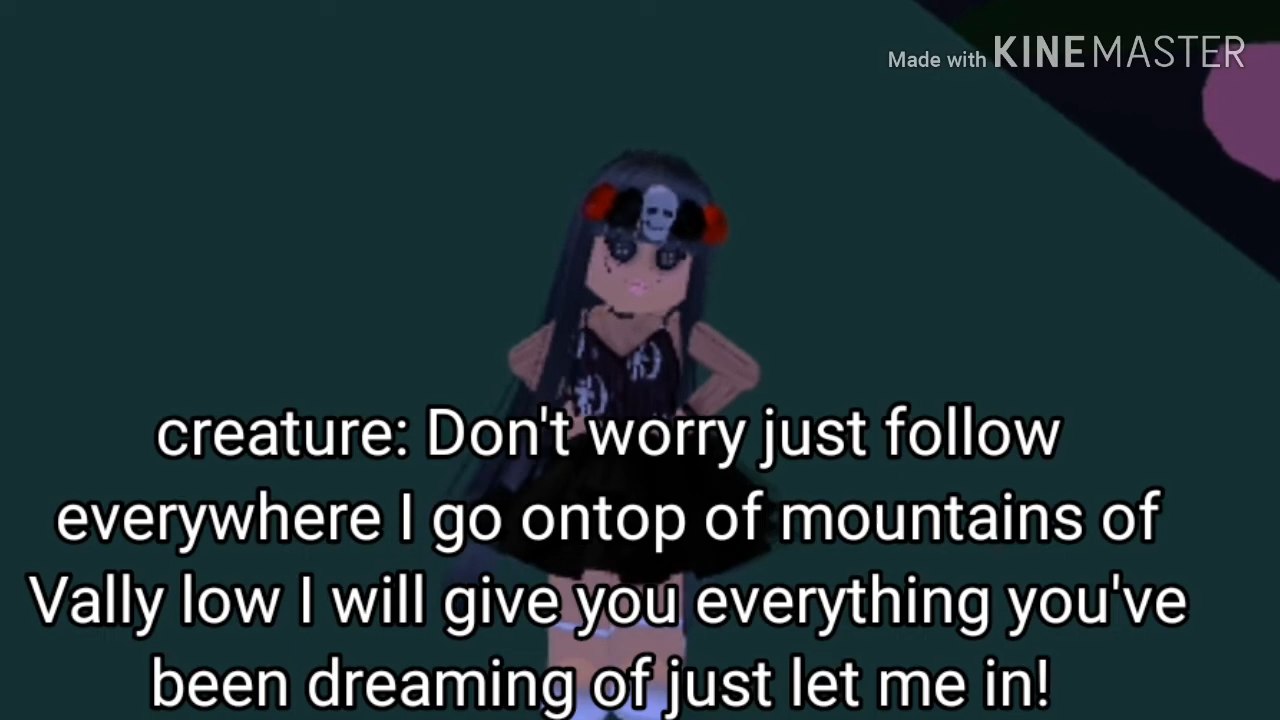 Made with KINEMASTER
creature: Don't worry just follow
everywhere I go ontop of mountains of
Vally low I will give you everything you've
been dreaming of just let me in!